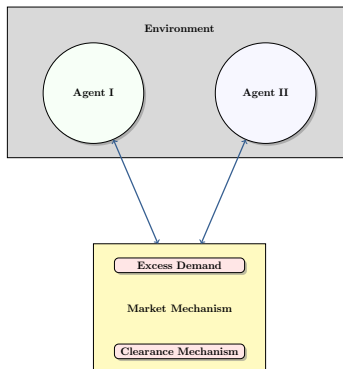 Environment
Agent I
Agent II
Excess Demand
Market Mechanism
Clearance Mechanism